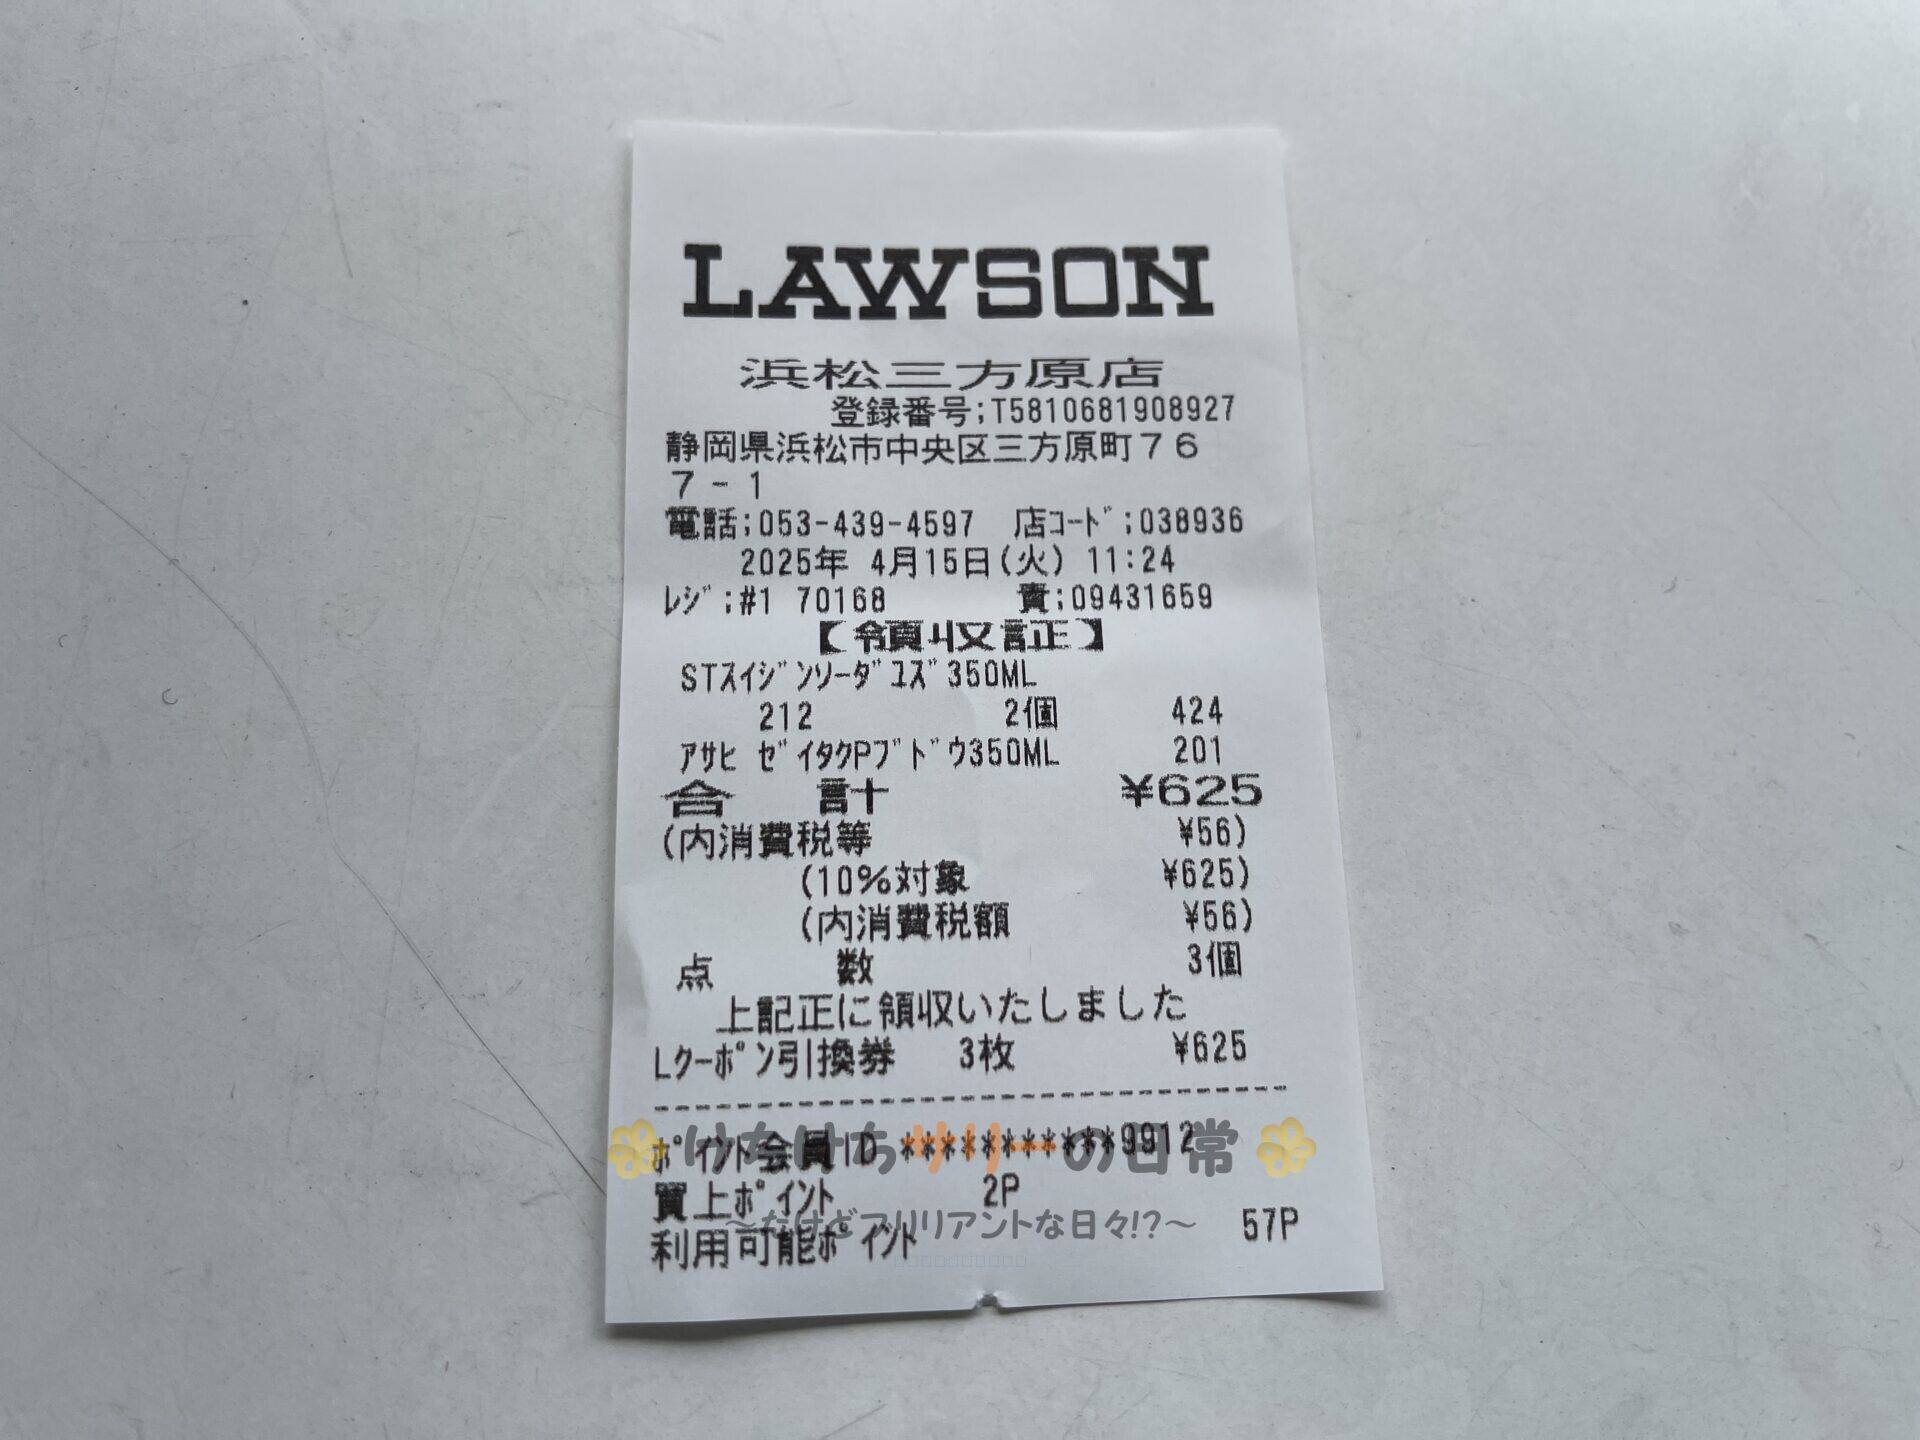 LAWSON
浜松三方原店
登録番号;T5810681908927
静岡県浜松市中央区三方原町76
7-1
電話;053-439-4597 店コード;038936
2025年 4月15日(火) 11:24
レジ;#1 70168 責;09431659
【領収証】
STスイジンソーダユズ350ML
212 2個 424
アサヒ ゼイタクPブドウ350ML 201
合 計 ¥625
(内消費税等 ¥56)
(10%対象 ¥625)
(内消費税額 ¥56)
点 数 3個
上記正に領収いたしました
Lクーポン引換券 3枚 ¥625
ポイント会員ID ***********9912
けなけちサリーの日常
買上ポイント 2P
〜だけどブリリアントな日々!?〜
利用可能ポイント 57P